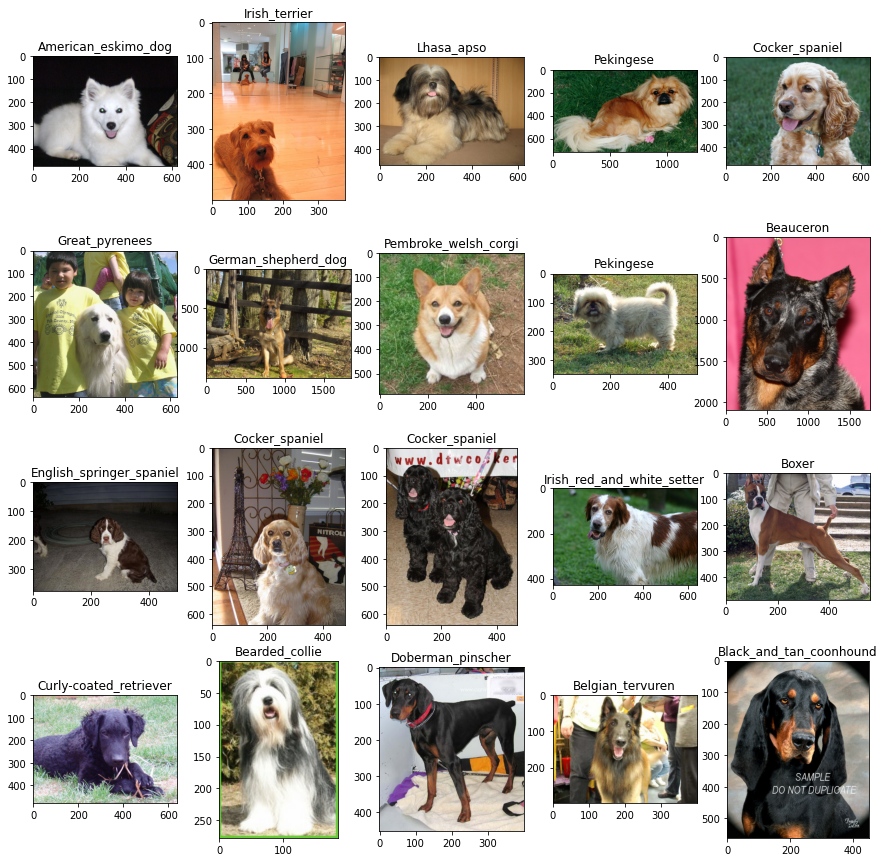 American_eskimo_dog
0
100
200
300
400
0 200 400 600
Irish_terrier
0
100
200
300
400
0 100 200 300
Lhasa_apso
0
100
200
300
400
0 200 400 600
Pekingese
0
200
400
600
0 500 1000
Cocker_spaniel
0
100
200
300
400
0 200 400 600
Great_pyrenees
0
100
200
300
400
500
600
0 200 400 600
German_shepherd_dog
0
500
1000
0 500 1000 1500
Pembroke_welsh_corgi
0
100
200
300
400
500
0 200 400
Pekingese
0
100
200
300
0 200 400
Beauceron
0
500
1000
1500
2000
0 500 1000 1500
English_springer_spaniel
0
100
200
300
0 200 400
Cocker_spaniel
0
100
200
300
400
500
600
NITROLI
0 200 400
Cocker_spaniel
0
100
200
300
400
500
600
www.dtwcocker
0 200 400
Irish_red_and_white_setter
0
200
400
0 200 400 600
Boxer
0
100
200
300
400
0 200 400
Curly-coated_retriever
0
100
200
300
400
0 200 400 600
Bearded_collie
0
50
100
150
200
250
0 100
Doberman_pinscher
0
100
200
300
400
0 100 200 300
Belgian_tervuren
0
100
200
0 100 200 300
Black_and_tan_coonhound
0
100
200
300
400
500
SAMPLE
DO NOT DUPLICATE
0 200 400